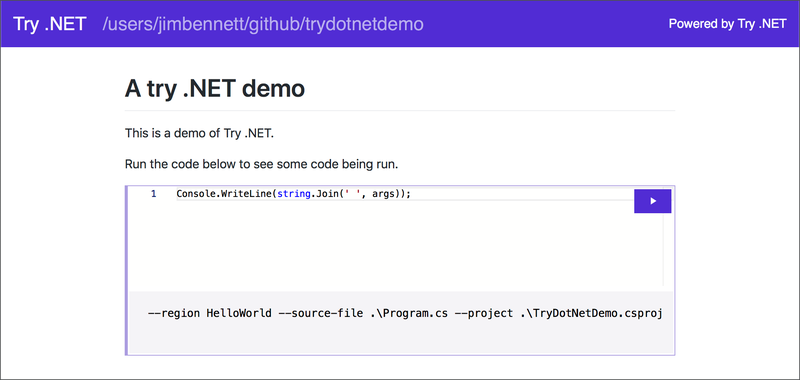 Try .NET /users/jimbennett/github/trydotnetdemo Powered by Try .NET
A try .NET demo
This is a demo of Try .NET.
Run the code below to see some code being run.
1 Console.WriteLine(string.Join(' ', args));
--region HelloWorld --source-file .\Program.cs --project .\TryDotNetDemo.csproj